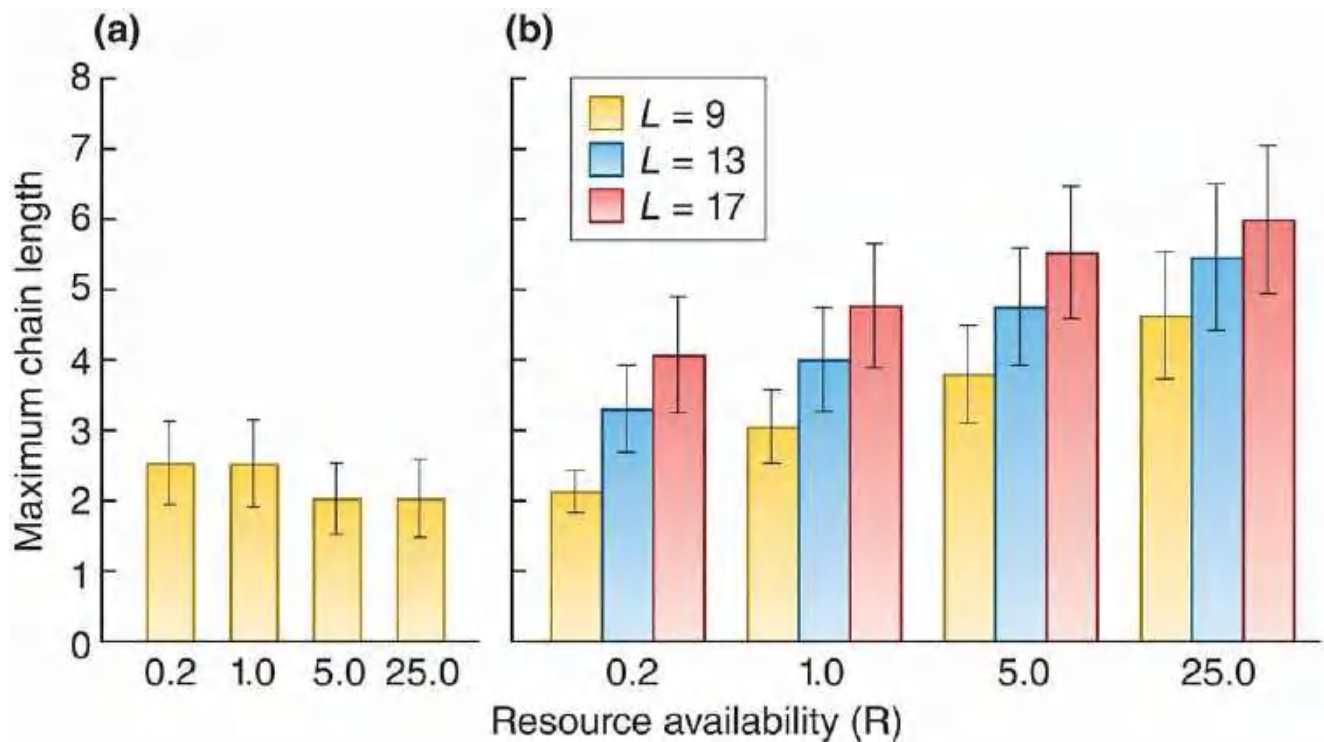 (a)
(b)
Maximum chain length
8
7
6
5
4
3
2
1
0
L = 9
L = 13
L = 17
0.2 1.0 5.0 25.0
0.2 1.0 5.0 25.0
Resource availability (R)